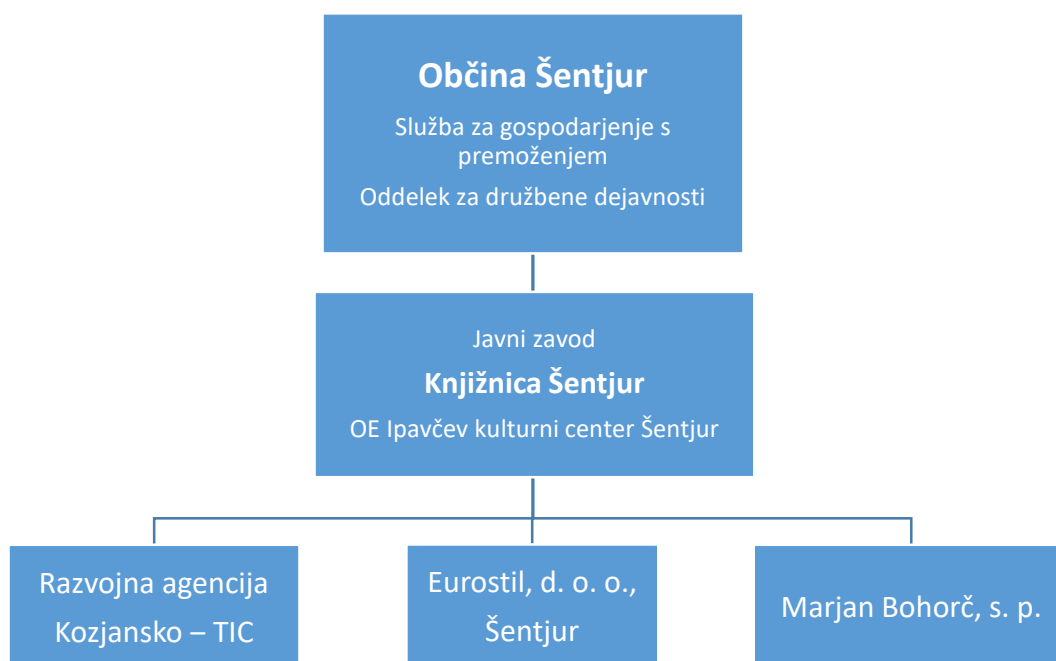 Občina Šentjur
Služba za gospodarjenje s
premoženjem
Oddelek za družbene dejavnosti
Javni zavod
Knjižnica Šentjur
OE Ipavčev kulturni center Šentjur
Razvojna agencija
Kozjansko – TIC
Eurostil, d. o. o.,
Šentjur
Marjan Bohorč, s. p.